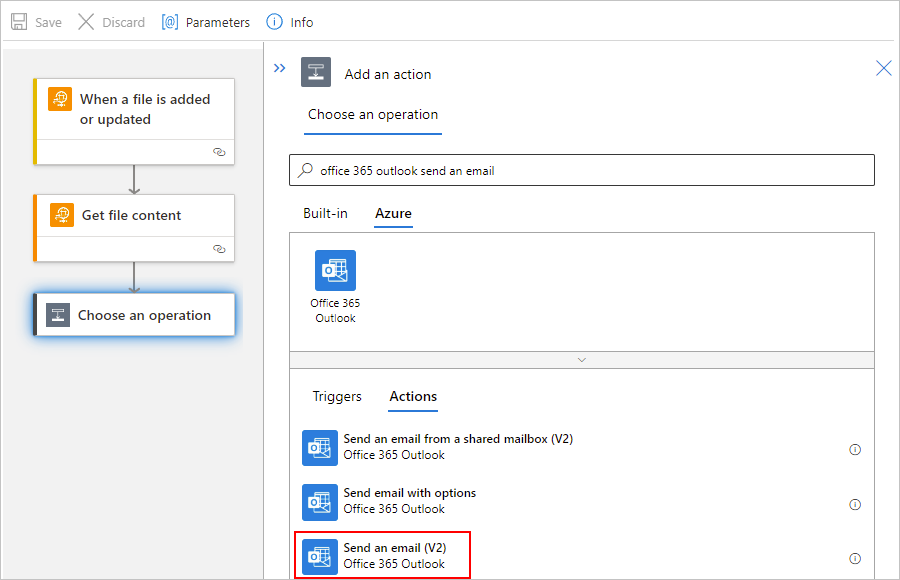 Save
Discard
Parameters
Info
When a file is added
or updated
Get file content
Choose an operation
Add an action
Choose an operation
office 365 outlook send an email
Built-in
Azure
Office 365
Outlook
Triggers
Actions
Send an email from a shared mailbox (V2)
Office 365 Outlook
Send email with options
Office 365 Outlook
Send an email (V2)
Office 365 Outlook